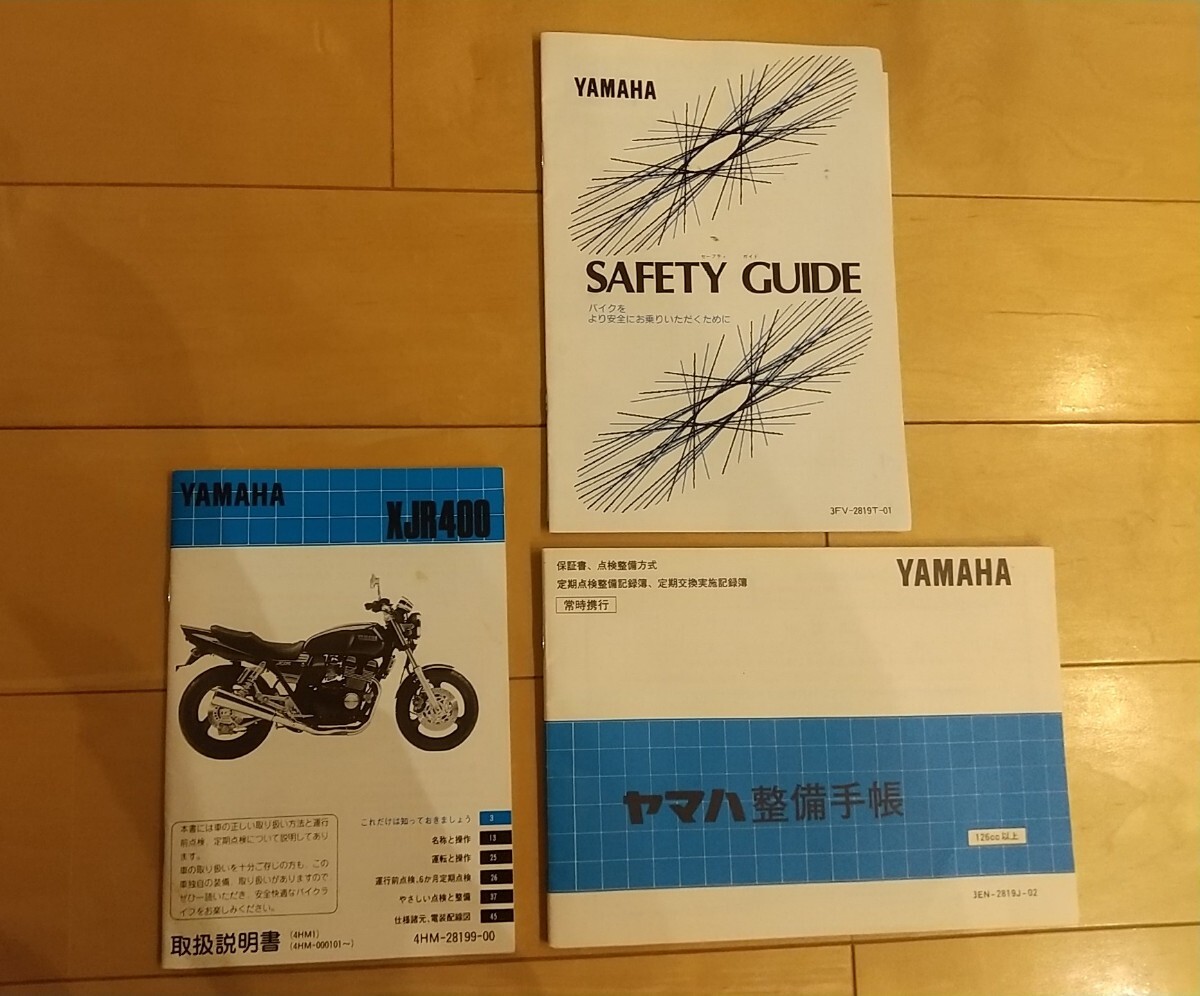 YAMAHA
セーフティ ガイド
SAFETY GUIDE
バイクを
より安全にお乗りいただくために
3FV-2819T-01
YAMAHA
XJR400
YAMAHA
本書には車の正しい取り扱い方法と運行
前点検、定期点検について説明してあり
ます。
車の取り扱いを十分ご存じの方も、この
車独自の装備、取り扱いがありますので
ぜひ一読いただき、安全快適なバイクラ
イフをお楽しみください。
これだけは知っておきましょう 3
名称と操作 13
運転と操作 25
運行前点検、6か月定期点検 26
やさしい点検と整備 37
仕様諸元、電装配線図 45
取扱説明書
(4HM1)
(4HM-000101～)
4HM-28199-00
保証書、点検整備方式
定期点検整備記録簿、定期交換実施記録簿
常時携行
YAMAHA
ヤマハ整備手帳
126cc以上
3EN-2819J-02